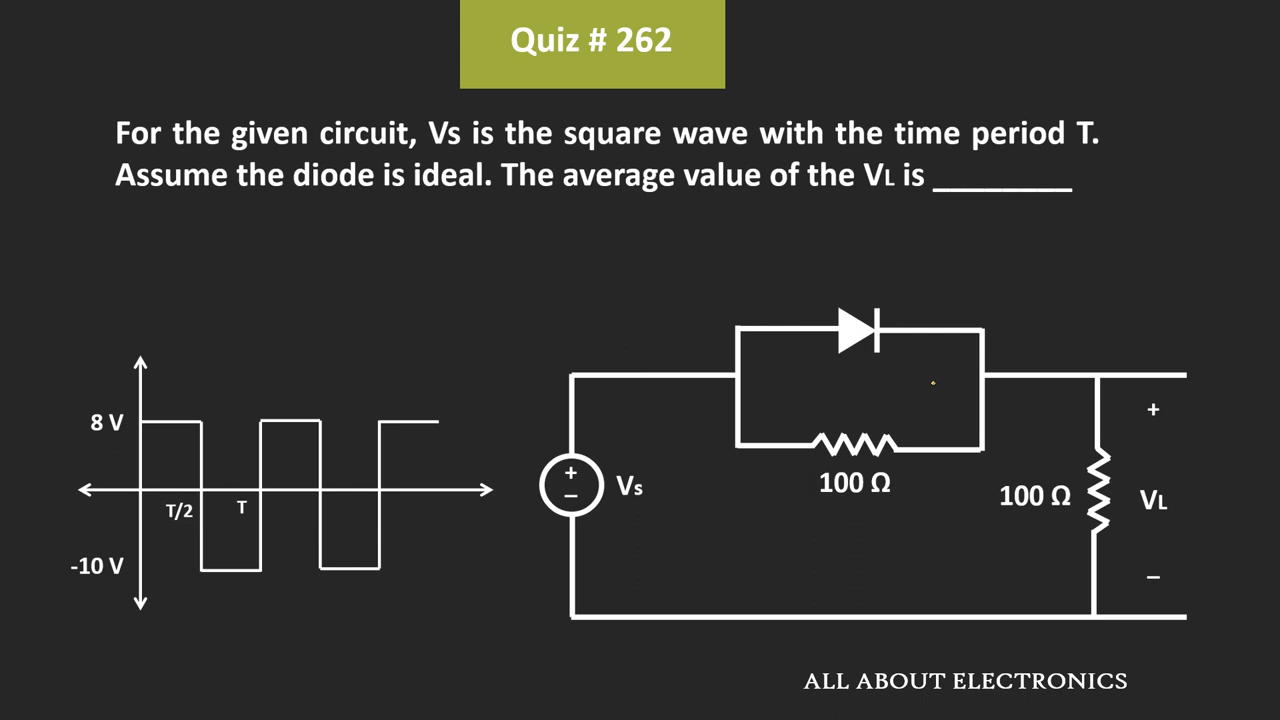 Quiz # 262
For the given circuit, Vs is the square wave with the time period T.
Assume the diode is ideal. The average value of the VL is ________
8 V
T/2
T
-10 V
+
−
Vs
100 Ω
100 Ω
+
VL
−
ALL ABOUT ELECTRONICS